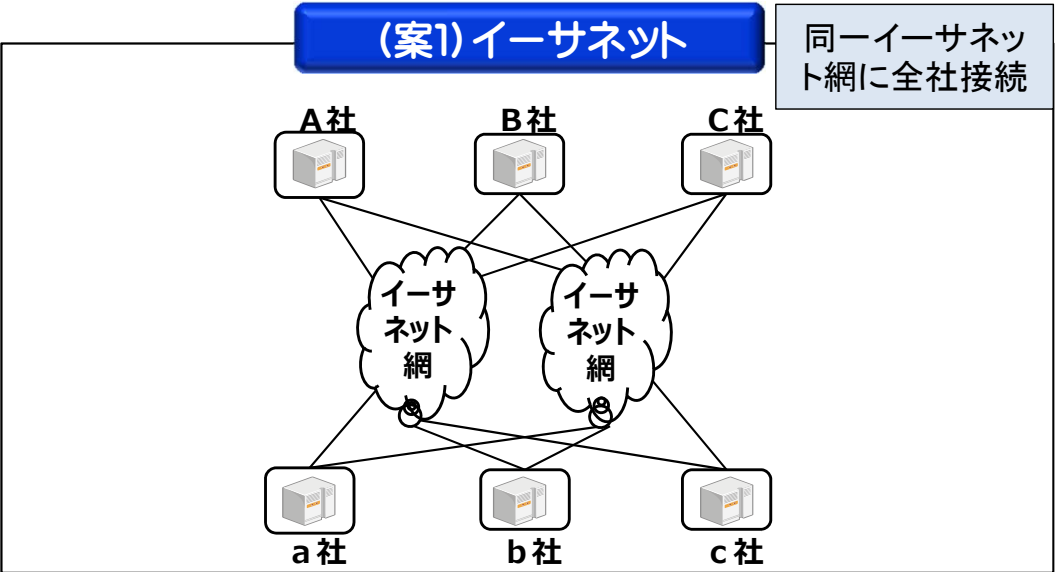 (案1)イーサネット
同一イーサネッ
ト網に全社接続
A社
B社
C社
イーサ
ネット
網
イーサ
ネット
網
a社
b社
c社